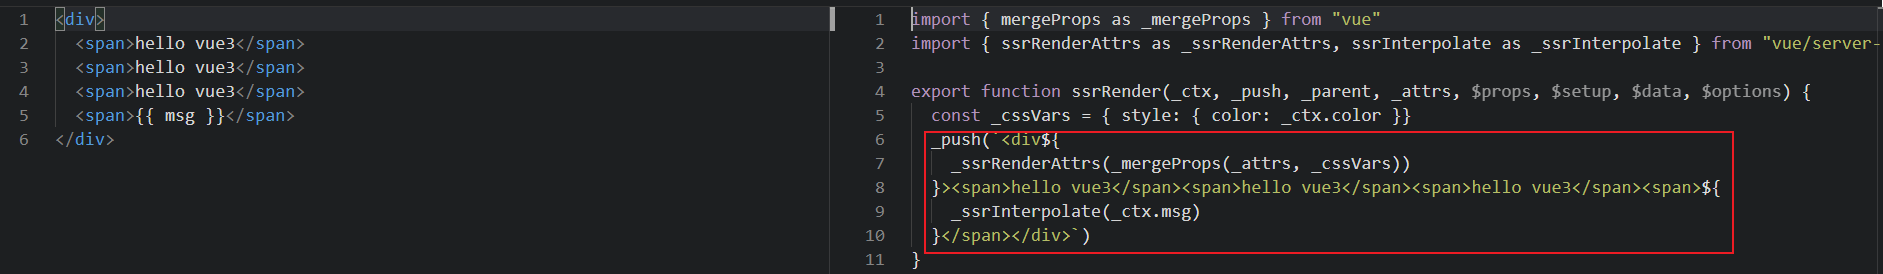 1 <div>
2 <span>hello vue3</span>
3 <span>hello vue3</span>
4 <span>hello vue3</span>
5 <span>{{ msg }}</span>
6 </div>
1 import { mergeProps as _mergeProps } from "vue"
2 import { ssrRenderAttrs as _ssrRenderAttrs, ssrInterpolate as _ssrInterpolate } from "vue/server-
3
4 export function ssrRender(_ctx, _push, _parent, _attrs, $props, $setup, $data, $options) {
5 const _cssVars = { style: { color: _ctx.color }}
6 _push(`<div${
7 _ssrRenderAttrs(_mergeProps(_attrs, _cssVars))
8 }><span>hello vue3</span><span>hello vue3</span><span>hello vue3</span><span>${
9 _ssrInterpolate(_ctx.msg)
10 }</span></div>`)
11 }